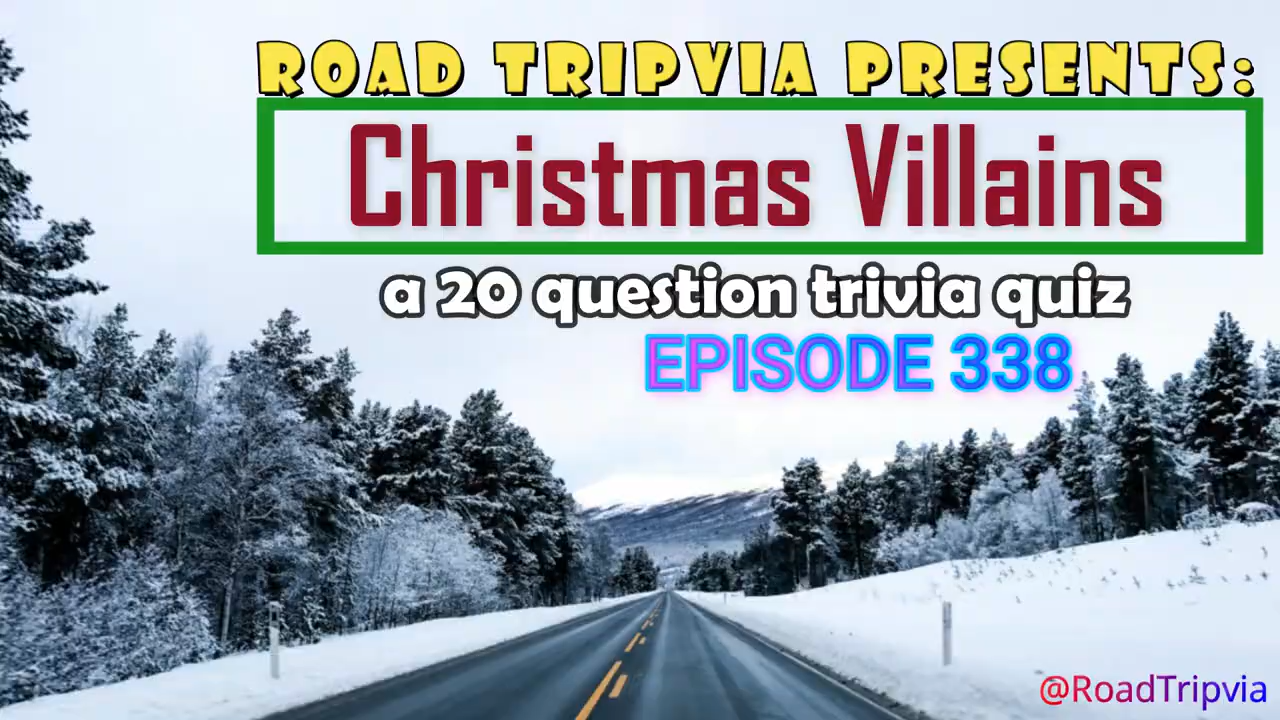 ROAD TRIPVIA PRESENTS:
Christmas Villains
a 20 question trivia quiz
EPISODE 338
@RoadTripvia